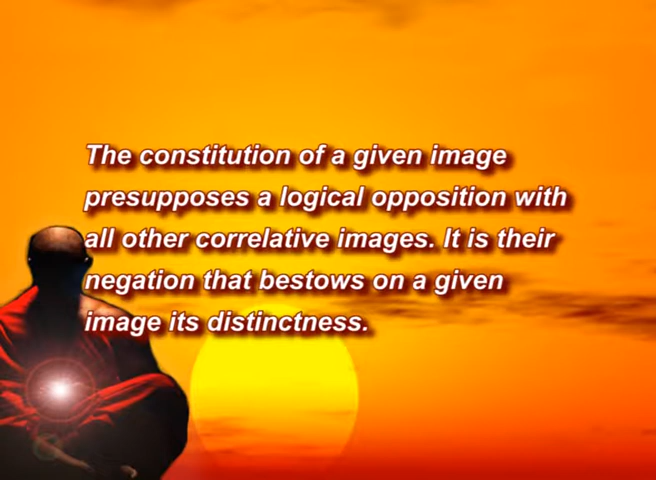 The constitution of a given image
presupposes a logical opposition with
all other correlative images. It is their
negation that bestows on a given
image its distinctness.